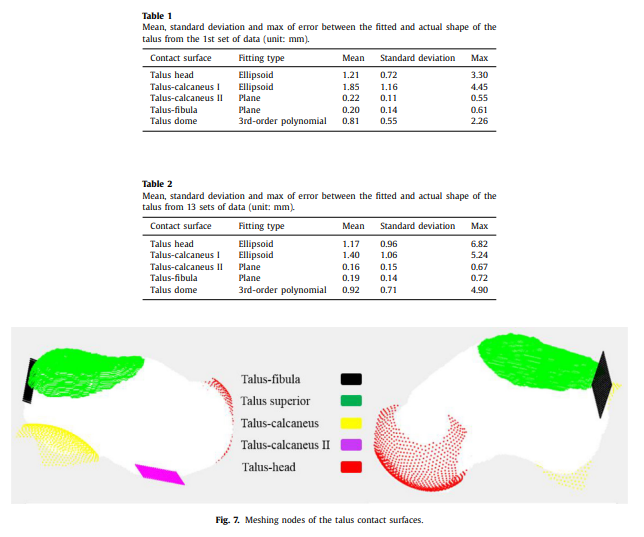 Table 1
Mean, standard deviation and max of error between the fitted and actual shape of the
talus from the 1st set of data (unit: mm).
Contact surface Fitting type Mean Standard deviation Max
Talus head Ellipsoid 1.21 0.72 3.30
Talus-calcaneus I Ellipsoid 1.85 1.16 4.45
Talus-calcaneus II Plane 0.22 0.11 0.55
Talus-fibula Plane 0.20 0.14 0.61
Talus dome 3rd-order polynomial 0.81 0.55 2.26
Table 2
Mean, standard deviation and max of error between the fitted and actual shape of the
talus from 13 sets of data (unit: mm).
Contact surface Fitting type Mean Standard deviation Max
Talus head Ellipsoid 1.17 0.96 6.82
Talus-calcaneus I Ellipsoid 1.40 1.06 5.24
Talus-calcaneus II Plane 0.16 0.15 0.67
Talus-fibula Plane 0.19 0.14 0.72
Talus dome 3rd-order polynomial 0.92 0.71 4.90
Talus-fibula
Talus superior
Talus-calcaneus
Talus-calcaneus II
Talus-head
Fig. 7. Meshing nodes of the talus contact surfaces.